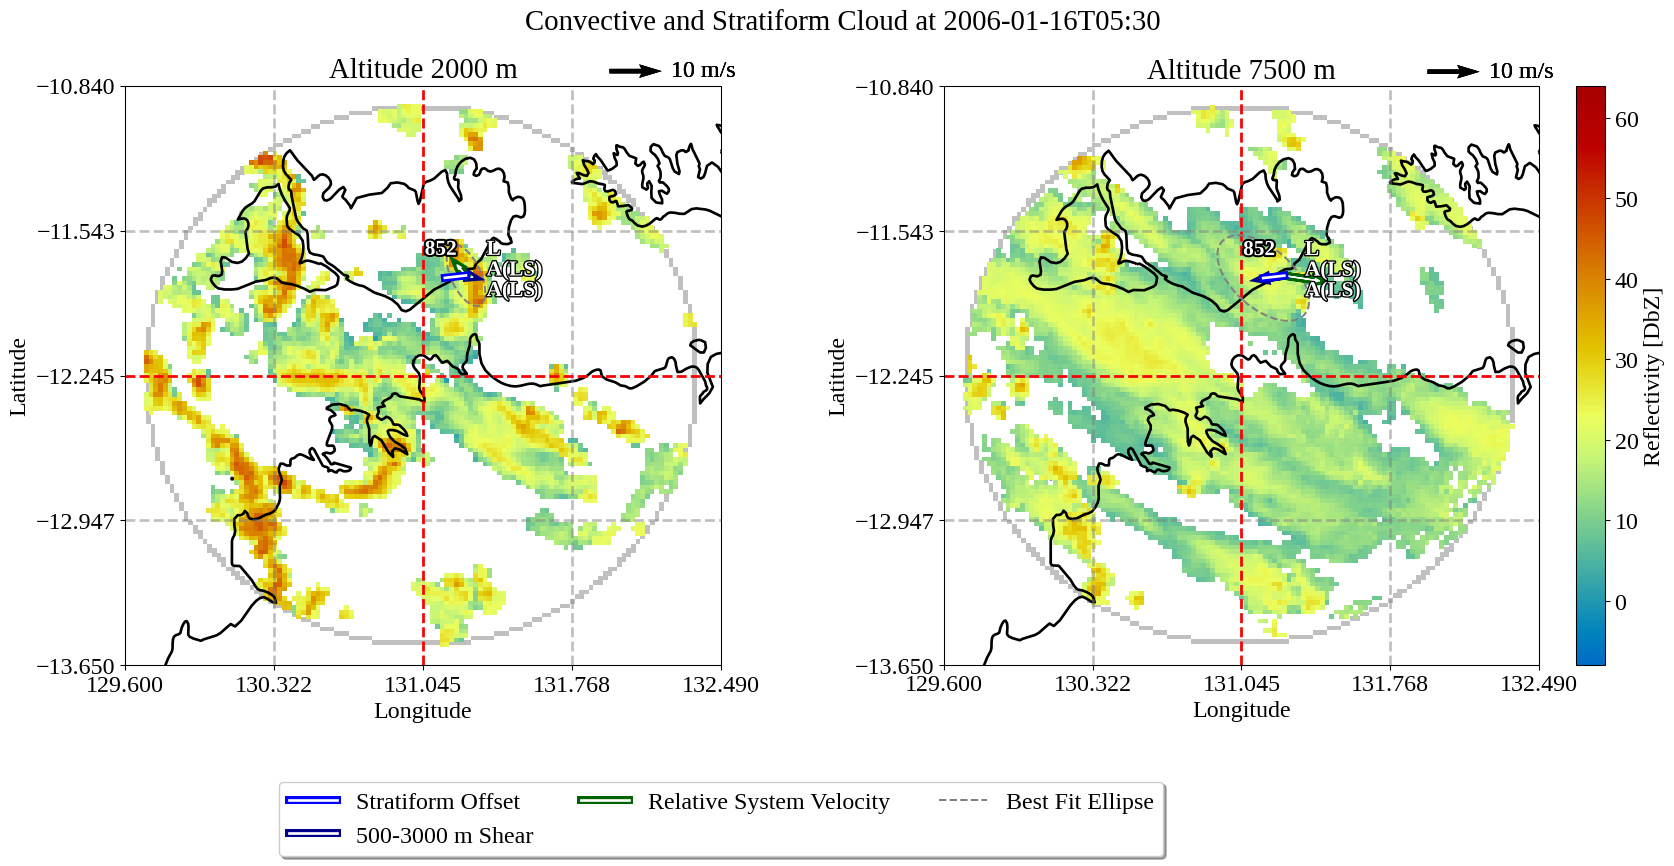 Convective and Stratiform Cloud at 2006-01-16T05:30
Altitude 2000 m
10 m/s
−10.840
−11.543
−12.245
−12.947
−13.650
129.600
130.322
131.045
131.768
132.490
Longitude
Latitude
852
L
A(LS)
A(LS)
Altitude 7500 m
10 m/s
−10.840
−11.543
−12.245
−12.947
−13.650
129.600
130.322
131.045
131.768
132.490
Longitude
Latitude
852
L
A(LS)
A(LS)
60
50
40
30
20
10
0
Reflectivity [DbZ]
Stratiform Offset
500-3000 m Shear
Relative System Velocity
Best Fit Ellipse